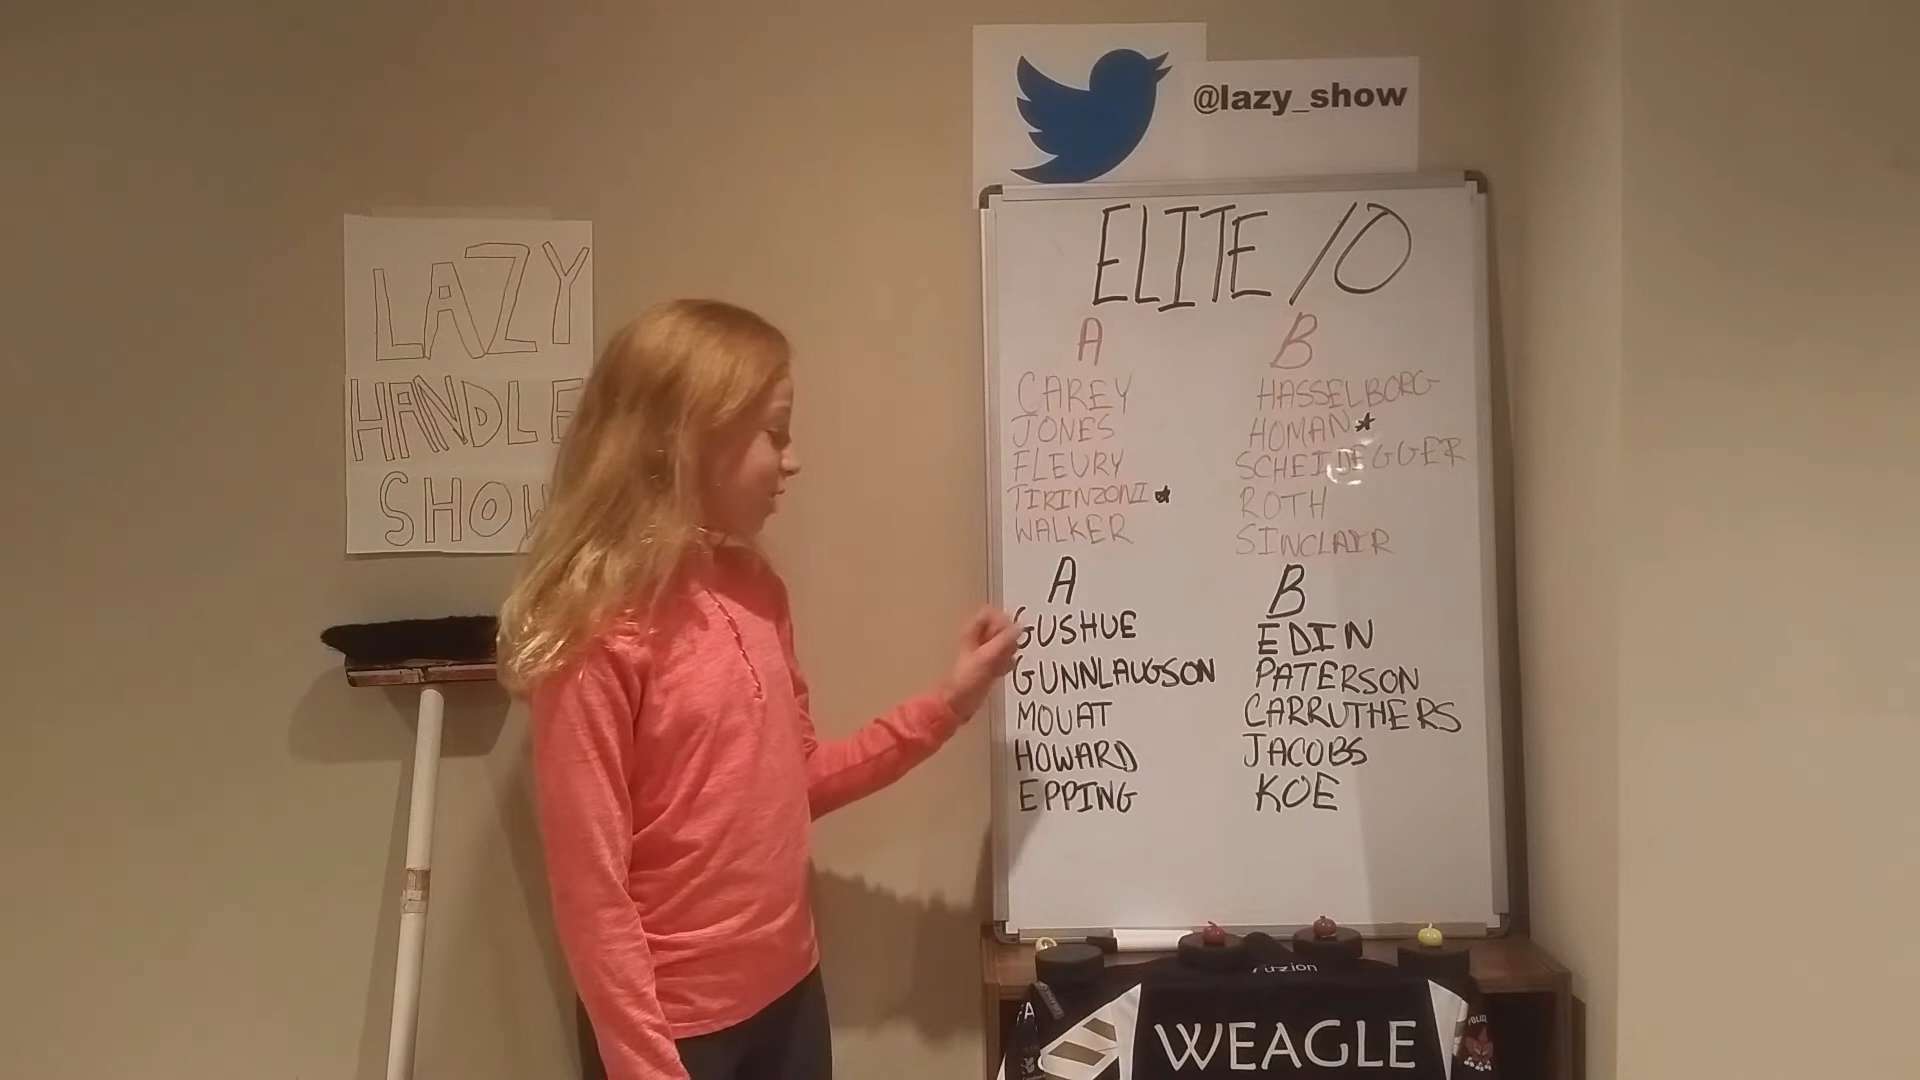 @lazy_show
LAZY
HANDLE
SHOW
ELITE 10
A B
CAREY HASSELBORG
JONES HOMAN
FLEURY SCHEIDEGGER
TIRINZONI ROTH
WALKER SINCLAIR
A B
GUSHUE EDIN
GUNNLAUGSON PATERSON
MOUAT CARRUTHERS
HOWARD JACOBS
EPPING KOE
Fuzion
WEAGLE